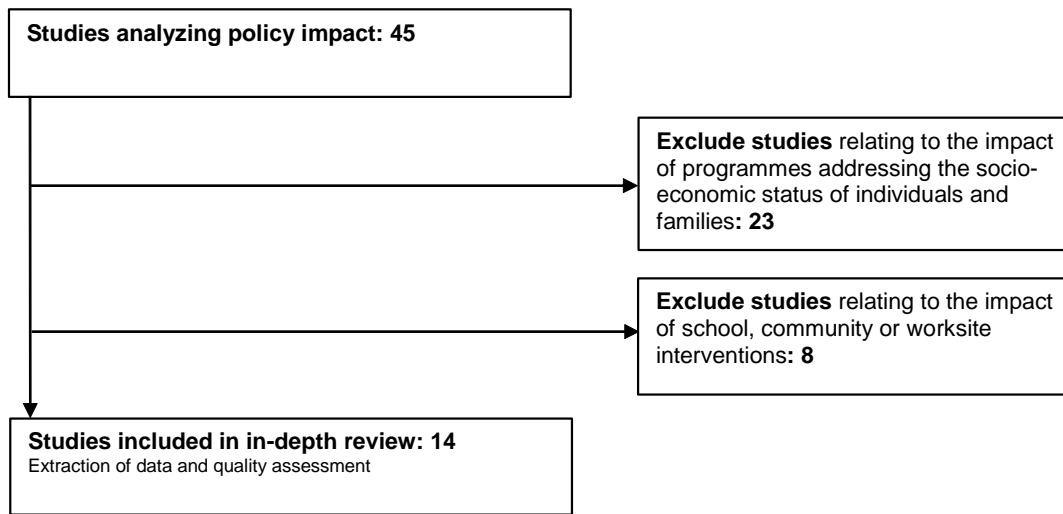 Studies analyzing policy impact: 45
Exclude studies relating to the impact
of programmes addressing the socio-
economic status of individuals and
families: 23
Exclude studies relating to the impact
of school, community or worksite
interventions: 8
Studies included in in-depth review: 14
Extraction of data and quality assessment